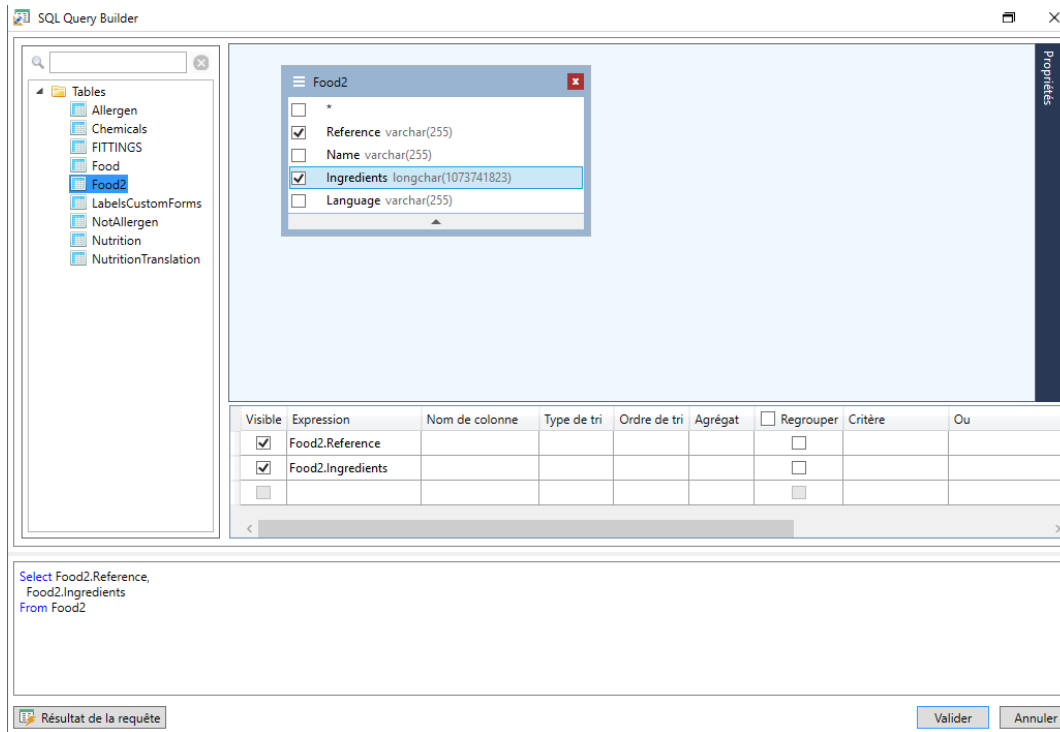 SQL Query Builder
Tables
Allergen
Chemicals
FITTINGS
Food
Food2
LabelsCustomForms
NotAllergen
Nutrition
NutritionTranslation
Food2
*
Reference varchar(255)
Name varchar(255)
Ingredients longchar(1073741823)
Language varchar(255)
Propriétés
Visible Expression Nom de colonne Type de tri Ordre de tri Agrégat Regrouper Critère Ou
Food2.Reference
Food2.Ingredients
Select Food2.Reference,
Food2.Ingredients
From Food2
Résultat de la requête Valider Annuler